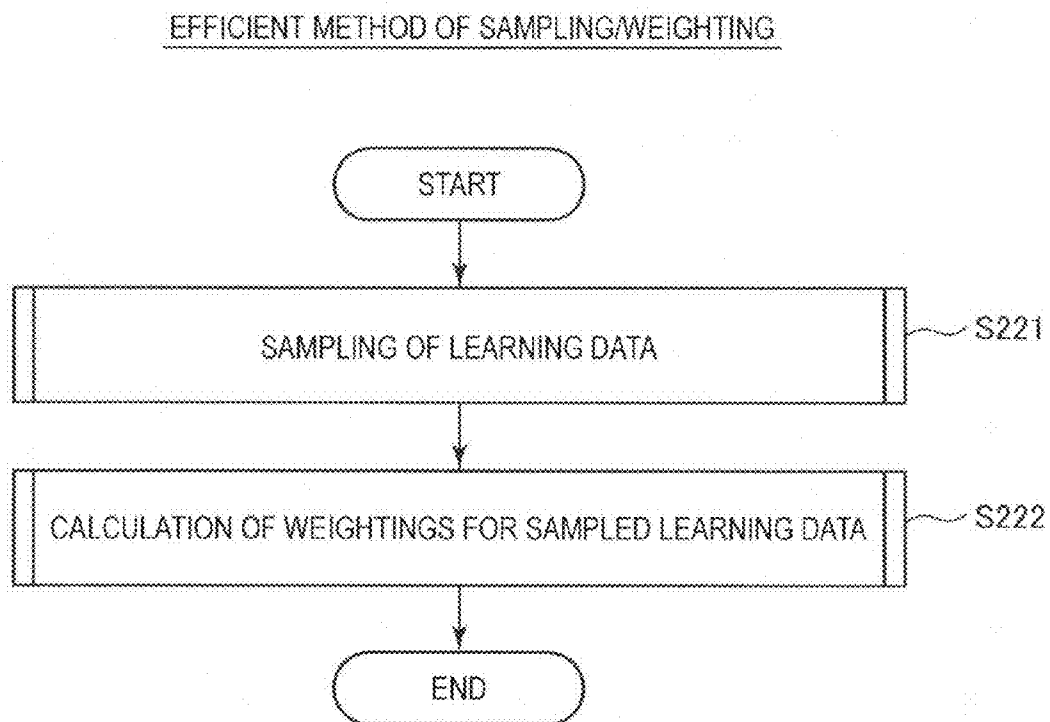 EFFICIENT METHOD OF SAMPLING/WEIGHTING
START
SAMPLING OF LEARNING DATA
S221
CALCULATION OF WEIGHTINGS FOR SAMPLED LEARNING DATA
S222
END